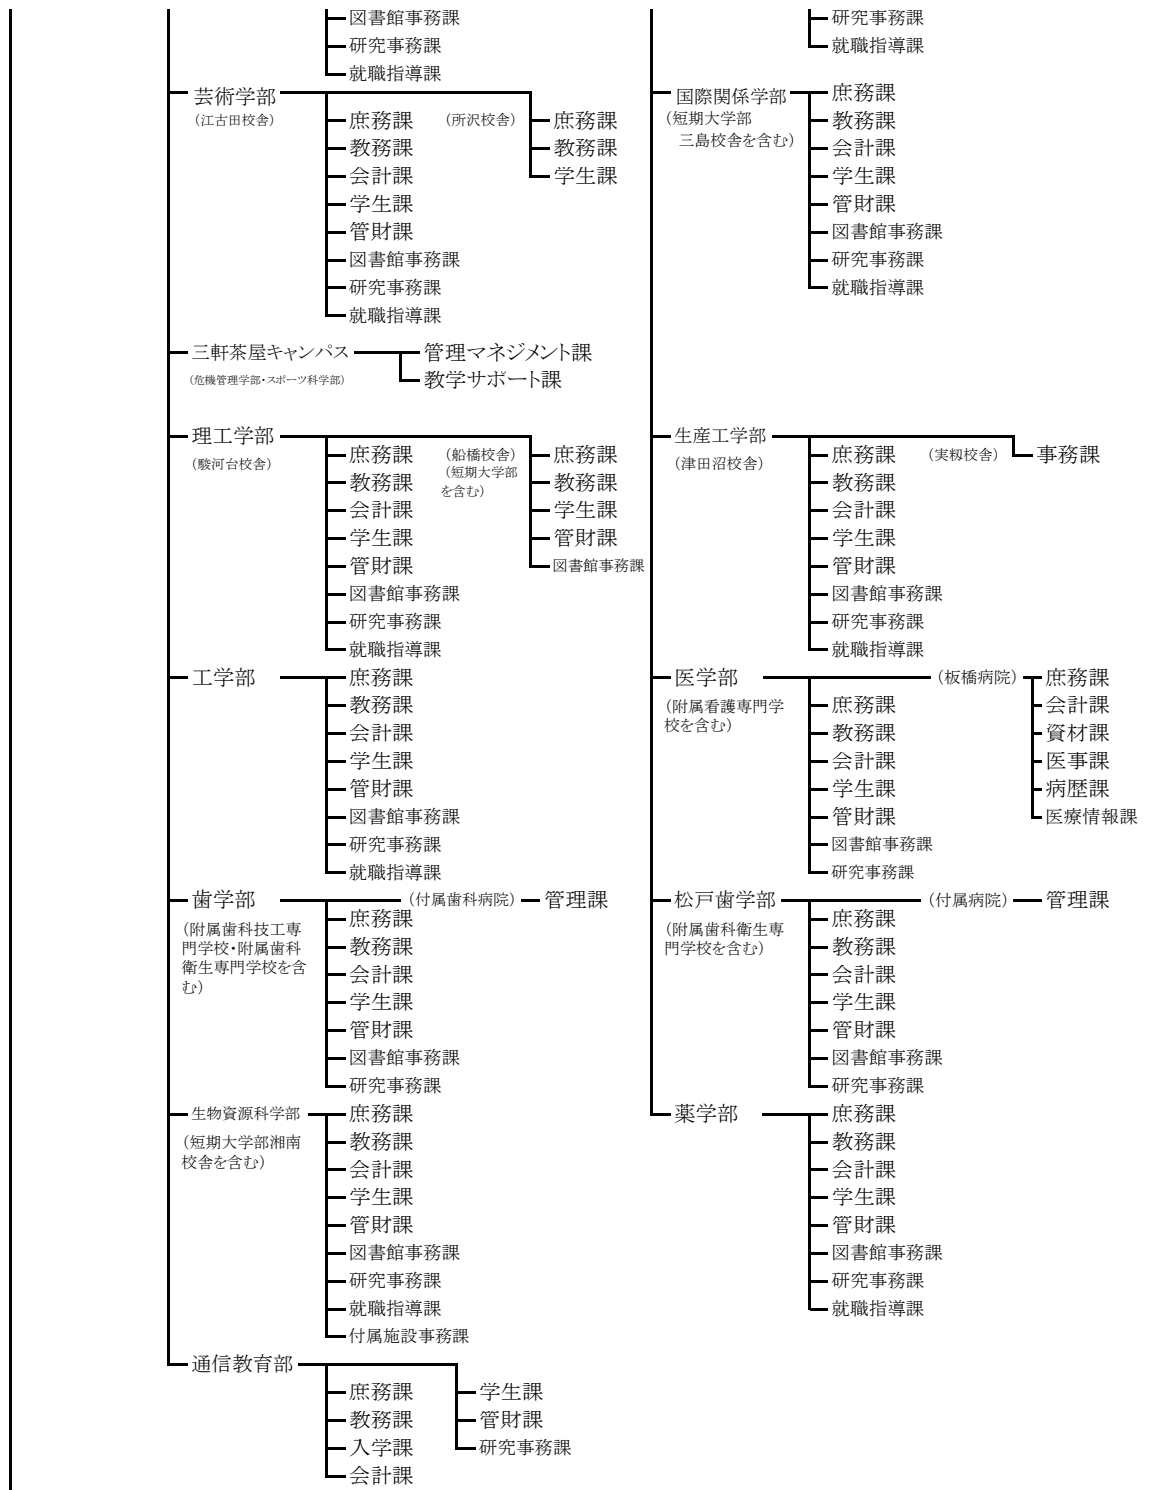 図書館事務課
研究事務課
就職指導課
研究事務課
就職指導課
芸術学部
（江古田校舎）
庶務課
教務課
会計課
学生課
管財課
図書館事務課
研究事務課
就職指導課
（所沢校舎）
庶務課
教務課
学生課
国際関係学部
（短期大学部
三島校舎を含む）
庶務課
教務課
会計課
学生課
管財課
図書館事務課
研究事務課
就職指導課
三軒茶屋キャンパス
（危機管理学部・スポーツ科学部）
管理マネジメント課
教学サポート課
理工学部
（駿河台校舎）
庶務課
教務課
会計課
学生課
管財課
図書館事務課
研究事務課
就職指導課
（船橋校舎）
（短期大学部
を含む）
庶務課
教務課
学生課
管財課
図書館事務課
生産工学部
（津田沼校舎）
庶務課
教務課
会計課
学生課
管財課
図書館事務課
研究事務課
就職指導課
（実籾校舎）
事務課
工学部
庶務課
教務課
会計課
学生課
管財課
図書館事務課
研究事務課
就職指導課
医学部
（附属看護専門学
校を含む）
庶務課
教務課
会計課
学生課
管財課
図書館事務課
研究事務課
（板橋病院）
庶務課
会計課
資材課
医事課
病歴課
医療情報課
歯学部
（附属歯科技工専
門学校・附属歯科
衛生専門学校を含
む）
（付属歯科病院）
管理課
庶務課
教務課
会計課
学生課
管財課
図書館事務課
研究事務課
松戸歯学部
（附属歯科衛生専
門学校を含む）
（付属病院）
管理課
庶務課
教務課
会計課
学生課
管財課
図書館事務課
研究事務課
生物資源科学部
（短期大学部湘南
校舎を含む）
庶務課
教務課
会計課
学生課
管財課
図書館事務課
研究事務課
就職指導課
付属施設事務課
薬学部
庶務課
教務課
会計課
学生課
管財課
図書館事務課
研究事務課
就職指導課
通信教育部
庶務課
教務課
入学課
会計課
学生課
管財課
研究事務課